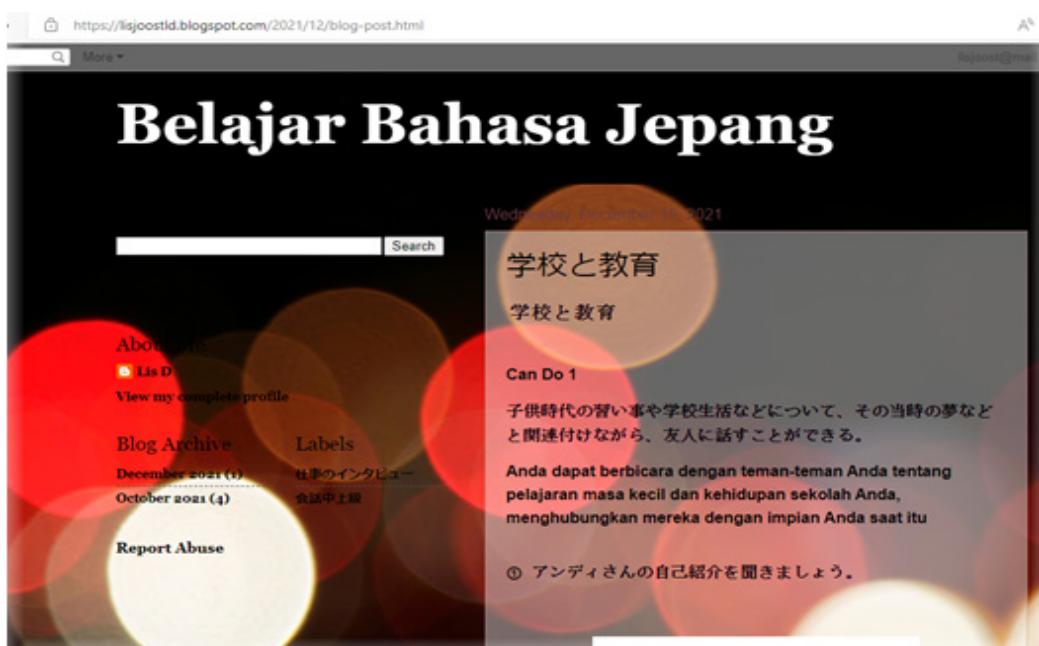 https://lisjoostld.blogspot.com/2021/12/blog-post.html
More
Belajar Bahasa Jepang
Wednesday, December 2021
Search
学校と教育
学校と教育
About Me
Lis D
View my complete profile
Can Do 1
子供時代の習い事や学校生活などについて、その当時の夢など
と関連付けながら、友人に話すことができる。
Blog Archive
Labels
December 2021 (1)
仕事のインタビュー
October 2021 (4)
会話中上級
Anda dapat berbicara dengan teman-teman Anda tentang
pelajaran masa kecil dan kehidupan sekolah Anda,
menghubungkan mereka dengan impian Anda saat itu
Report Abuse
① アンディさんの自己紹介を聞きましょう。